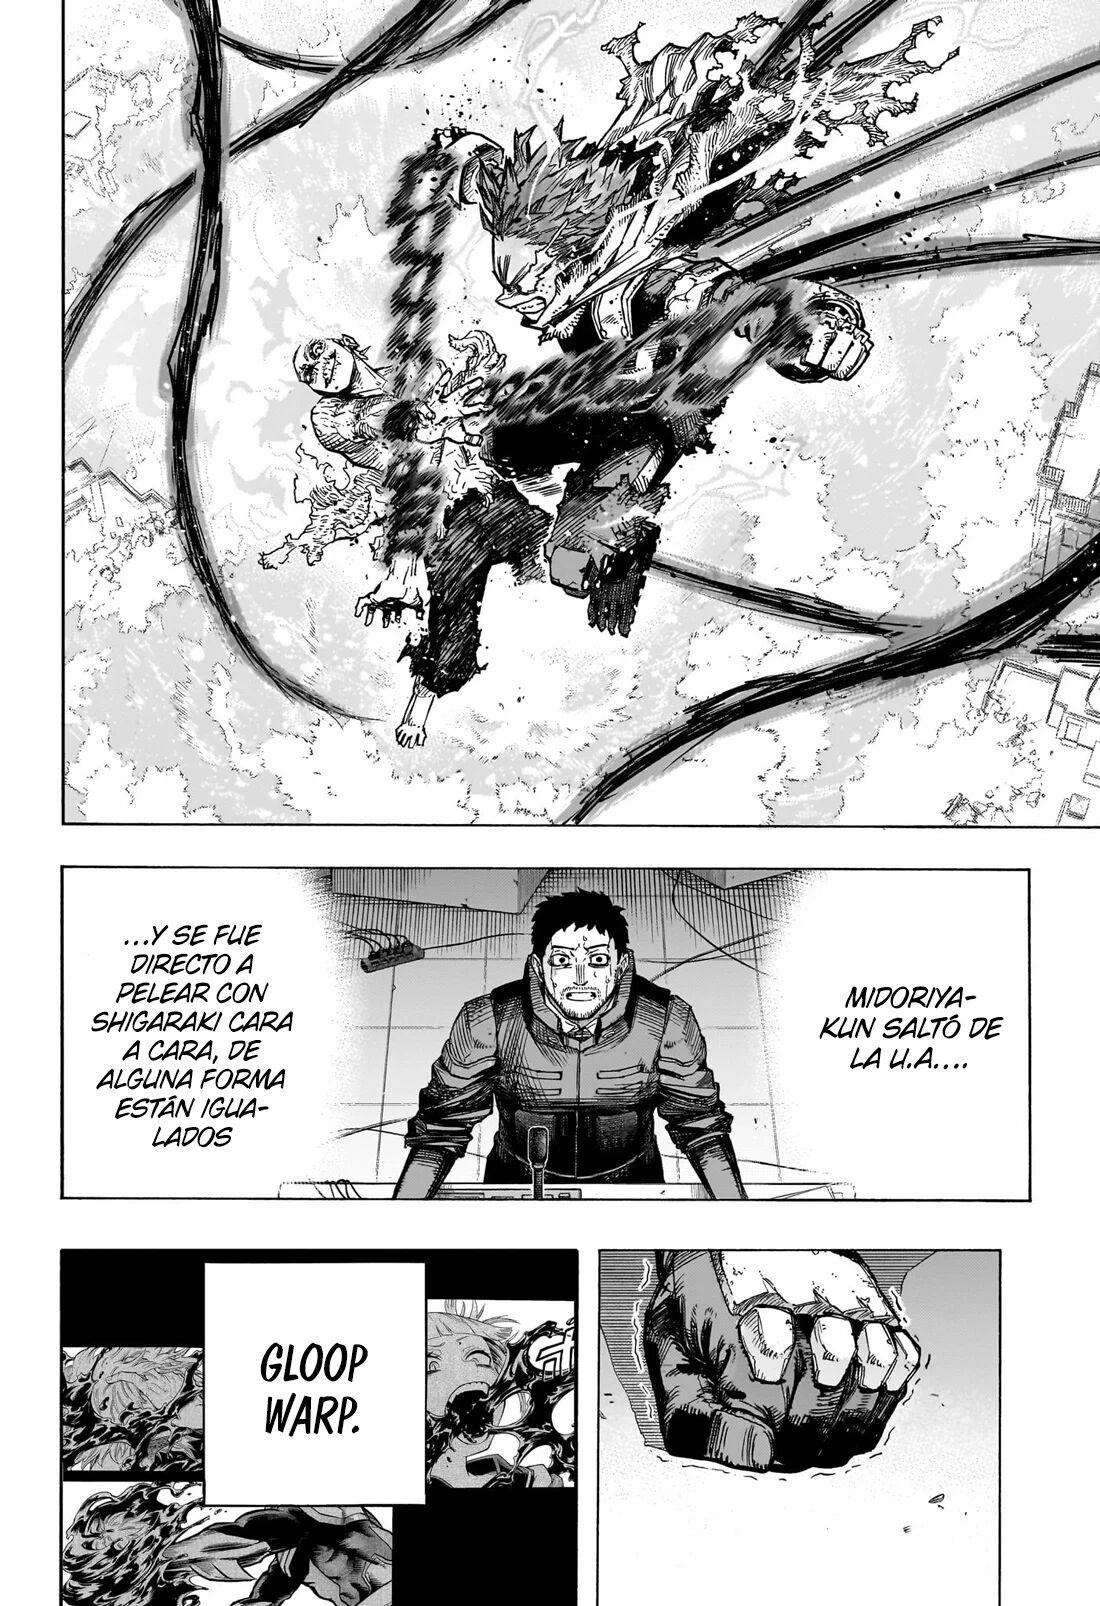 MIDORIYA-
KUN SALTÓ DE
LA U.A....
...Y SE FUE
DIRECTO A
PELEAR CON
SHIGARAKI CARA
A CARA, DE
ALGUNA FORMA
ESTÁN IGUA-
LADOS
GLOOP
WARP.